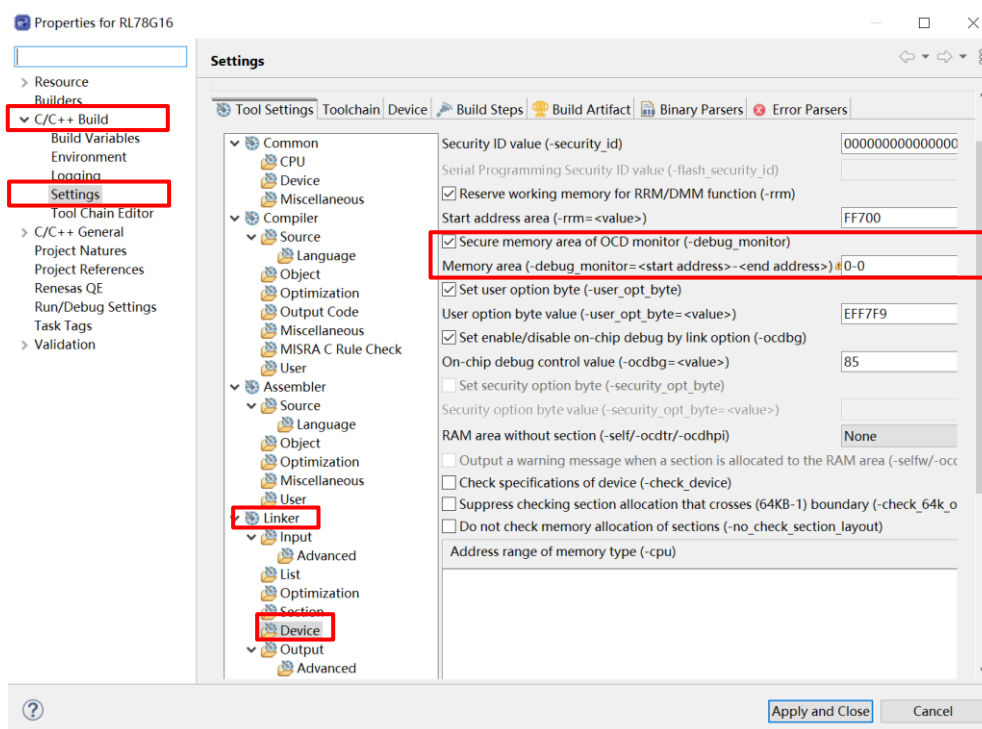 Properties for RL78G16
Settings
Resource
Builders
C/C++ Build
Build Variables
Environment
Logging
Settings
Tool Chain Editor
C/C++ General
Project Natures
Project References
Renesas QE
Run/Debug Settings
Task Tags
Validation
Tool Settings Toolchain Device Build Steps Build Artifact Binary Parsers Error Parsers
Common
CPU
Device
Miscellaneous
Compiler
Source
Language
Object
Optimization
Output Code
Miscellaneous
MISRA C Rule Check
User
Assembler
Source
Language
Object
Optimization
Miscellaneous
User
Linker
Input
Advanced
List
Optimization
Section
Device
Output
Advanced
Security ID value (-security_id) 00000000000000
Serial Programming Security ID value (-flash_security_id)
Reserve working memory for RRM/DMM function (-rrm)
Start address area (-rrm=<value>) FF700
Secure memory area of OCD monitor (-debug_monitor)
Memory area (-debug_monitor=<start address>-<end address>) 0-0
Set user option byte (-user_opt_byte)
User option byte value (-user_opt_byte=<value>) EFF7F9
Set enable/disable on-chip debug by link option (-ocdbg)
On-chip debug control value (-ocdbg=<value>) 85
Set security option byte (-security_opt_byte)
Security option byte value (-security_opt_byte=<value>)
RAM area without section (-self/-ocdtr/-ocdhpi) None
Output a warning message when a section is allocated to the RAM area (-selfw/-occ
Check specifications of device (-check_device)
Suppress checking section allocation that crosses (64KB-1) boundary (-check_64k_o
Do not check memory allocation of sections (-no_check_section_layout)
Address range of memory type (-cpu)
?
Apply and Close Cancel